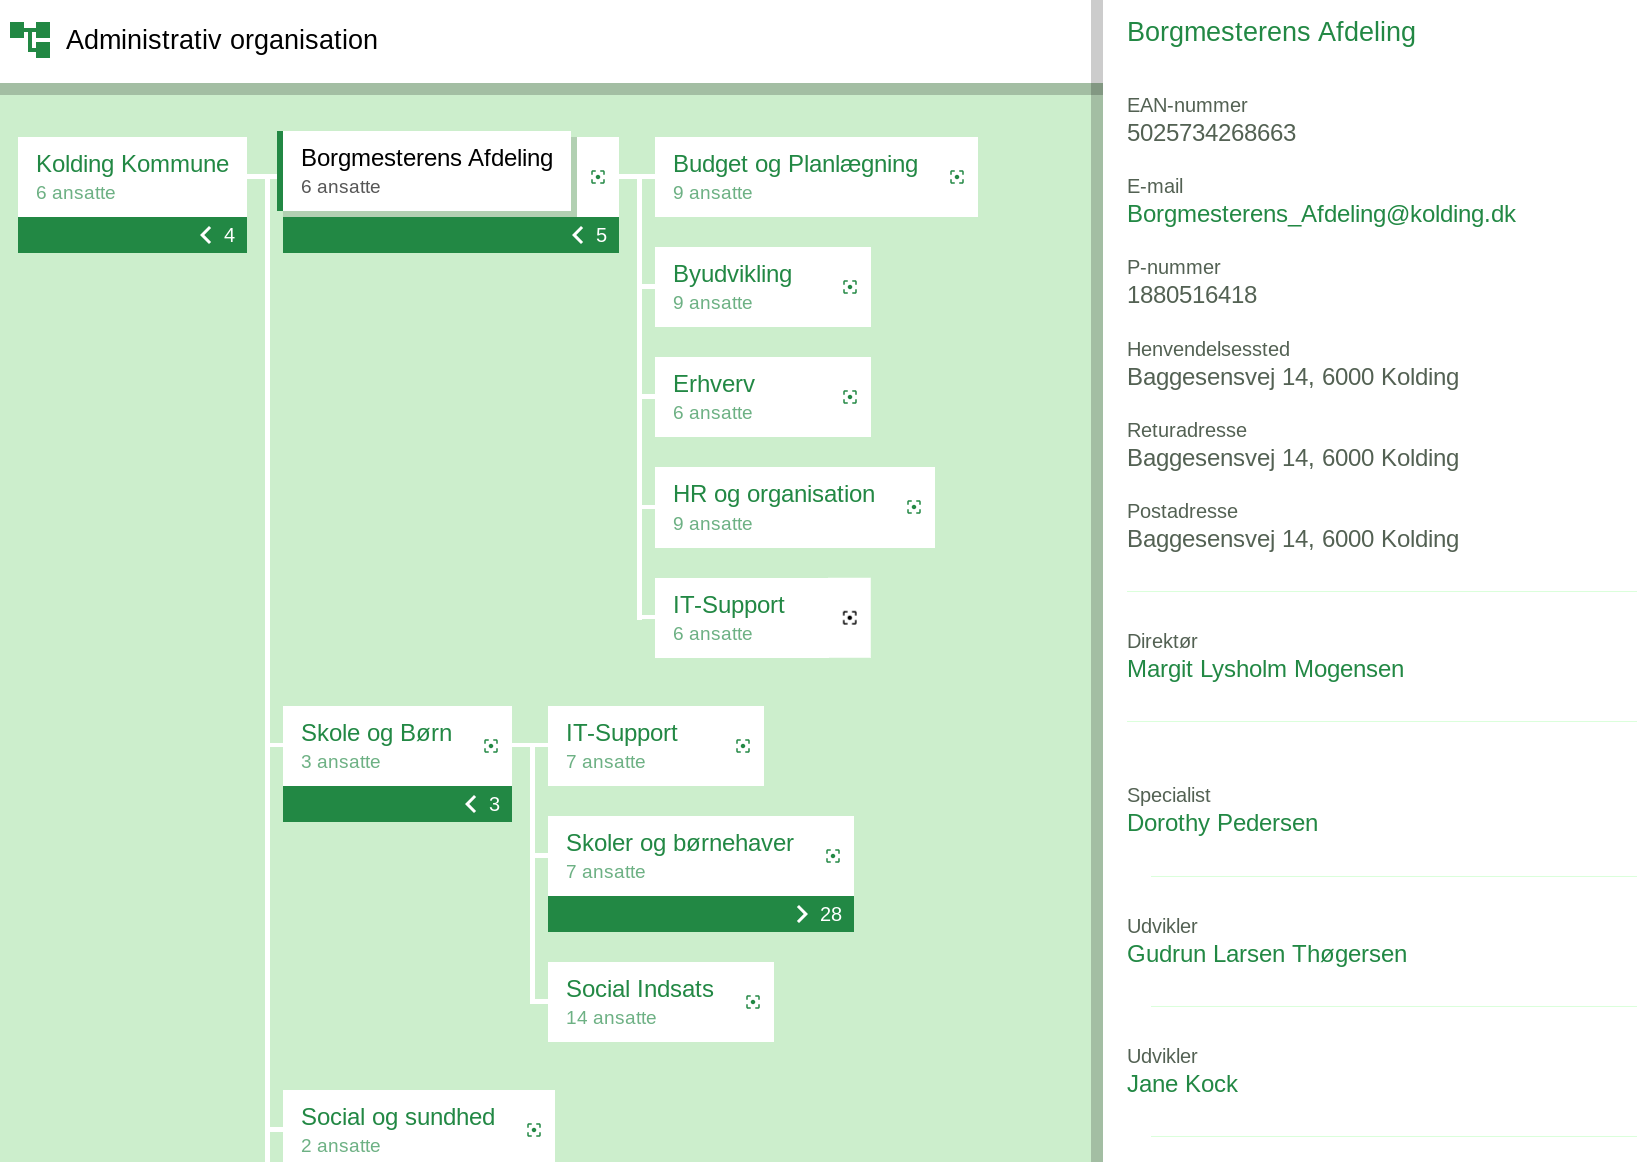 Administrativ organisation
Kolding Kommune
6 ansatte
4
Borgmesterens Afdeling
6 ansatte
5
Budget og Planlægning
9 ansatte
Byudvikling
9 ansatte
Erhverv
6 ansatte
HR og organisation
9 ansatte
IT-Support
6 ansatte
Skole og Børn
3 ansatte
3
IT-Support
7 ansatte
Skoler og børnehaver
7 ansatte
28
Social Indsats
14 ansatte
Social og sundhed
2 ansatte
Borgmesterens Afdeling
EAN-nummer
5025734268663
E-mail
Borgmesterens_Afdeling@kolding.dk
P-nummer
1880516418
Henvendelsessted
Baggesensvej 14, 6000 Kolding
Returadresse
Baggesensvej 14, 6000 Kolding
Postadresse
Baggesensvej 14, 6000 Kolding
Direktør
Margit Lysholm Mogensen
Specialist
Dorothy Pedersen
Udvikler
Gudrun Larsen Thøgersen
Udvikler
Jane Kock